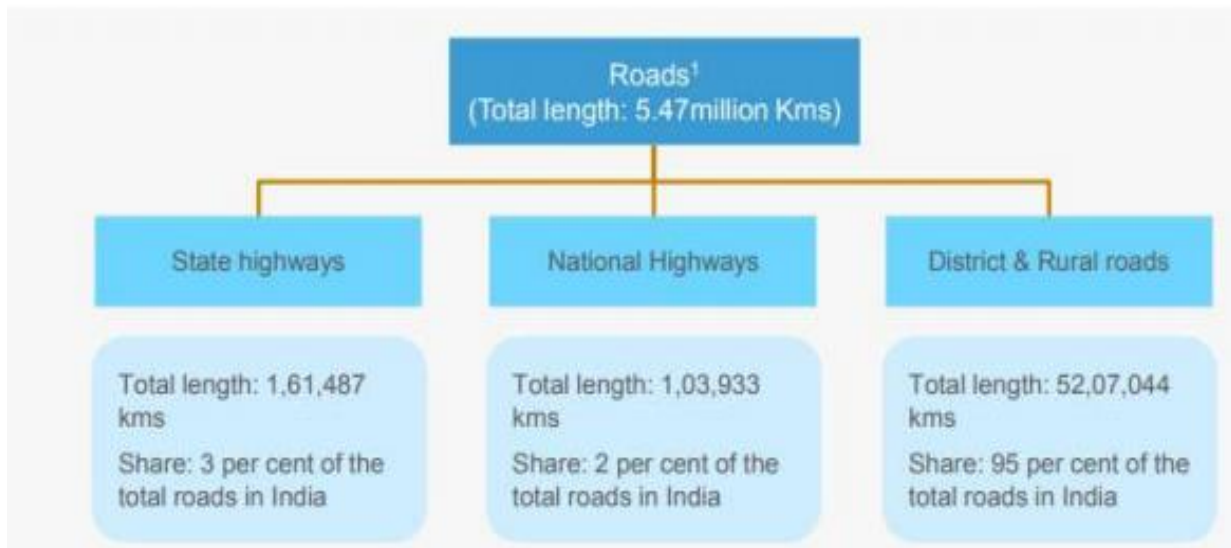 Roads¹
(Total length: 5.47million Kms)
State highways
National Highways
District & Rural roads
Total length: 1,61,487
kms
Share: 3 per cent of the
total roads in India
Total length: 1,03,933
kms
Share: 2 per cent of the
total roads in India
Total length: 52,07,044
kms
Share: 95 per cent of the
total roads in India